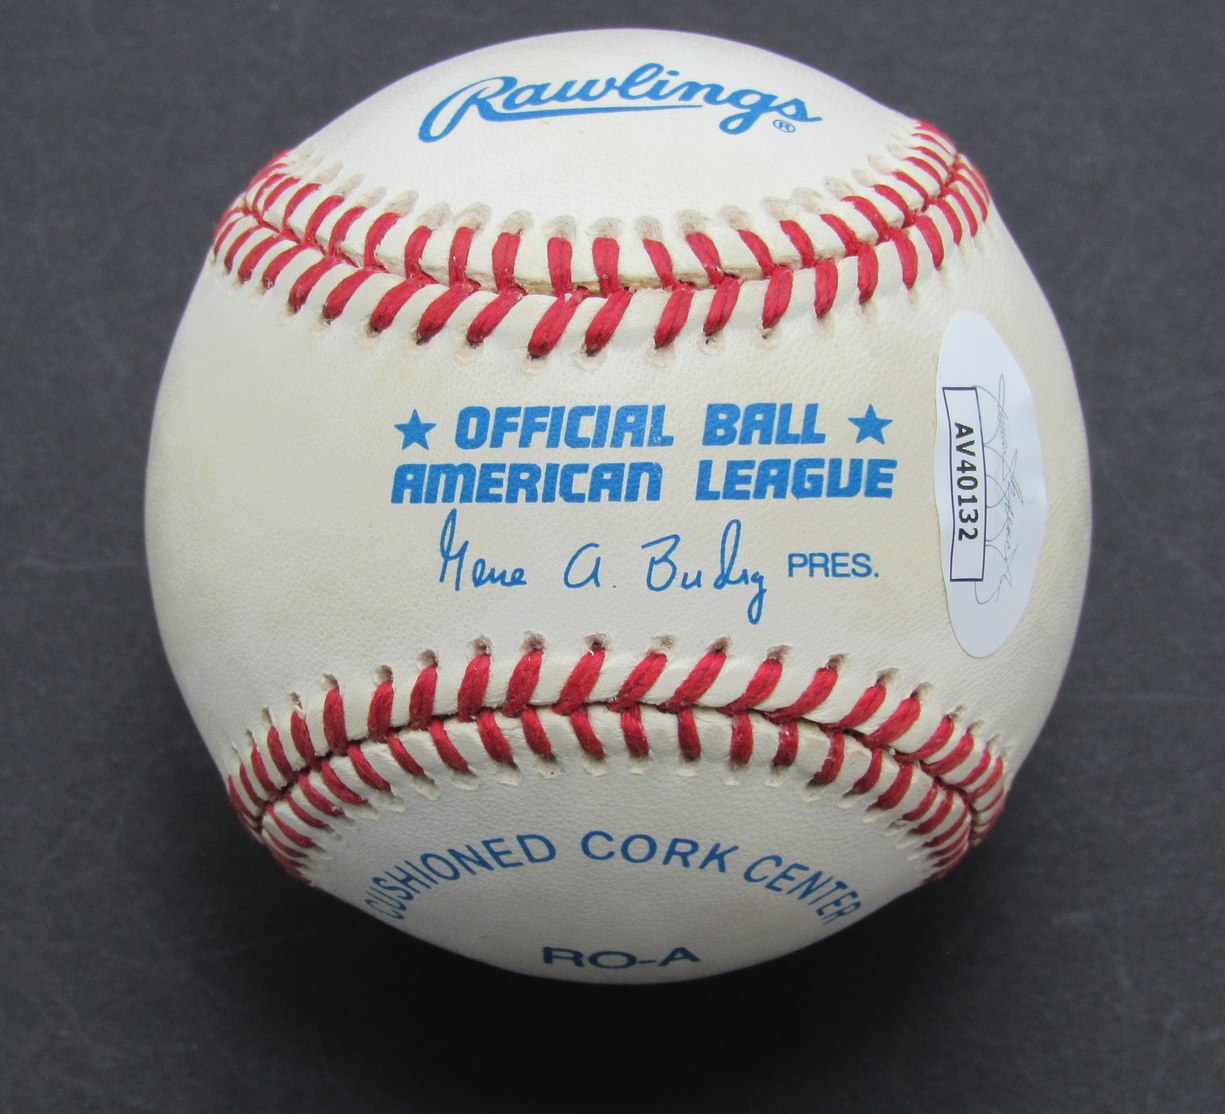 Rawlings®
★ OFFICIAL BALL ★
AMERICAN LEAGUE
Gene A. Budig PRES.
AV40132
CUSHIONED CORK CENTER
RO-A